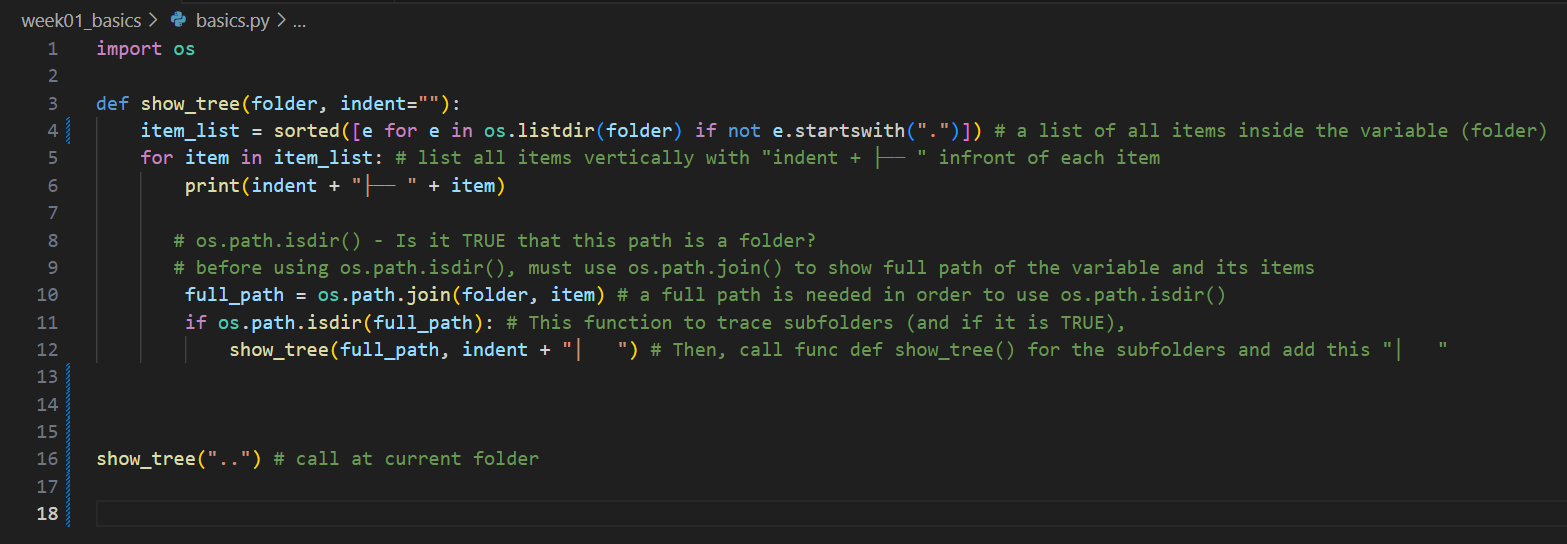 week01_basics > basics.py > ...
1 import os
2
3 def show_tree(folder, indent=""):
4     item_list = sorted([e for e in os.listdir(folder) if not e.startswith(".")]) # a list of all items inside the variable (folder)
5     for item in item_list: # list all items vertically with "indent + ├── " infront of each item
6         print(indent + "├── " + item)
7
8        # os.path.isdir() - Is it TRUE that this path is a folder?
9        # before using os.path.isdir(), must use os.path.join() to show full path of the variable and its items
10         full_path = os.path.join(folder, item) # a full path is needed in order to use os.path.isdir()
11         if os.path.isdir(full_path): # This function to trace subfolders (and if it is TRUE),
12             show_tree(full_path, indent + "│   ") # Then, call func def show_tree() for the subfolders and add this "│   "
13
14
15
16 show_tree("..") # call at current folder
17
18